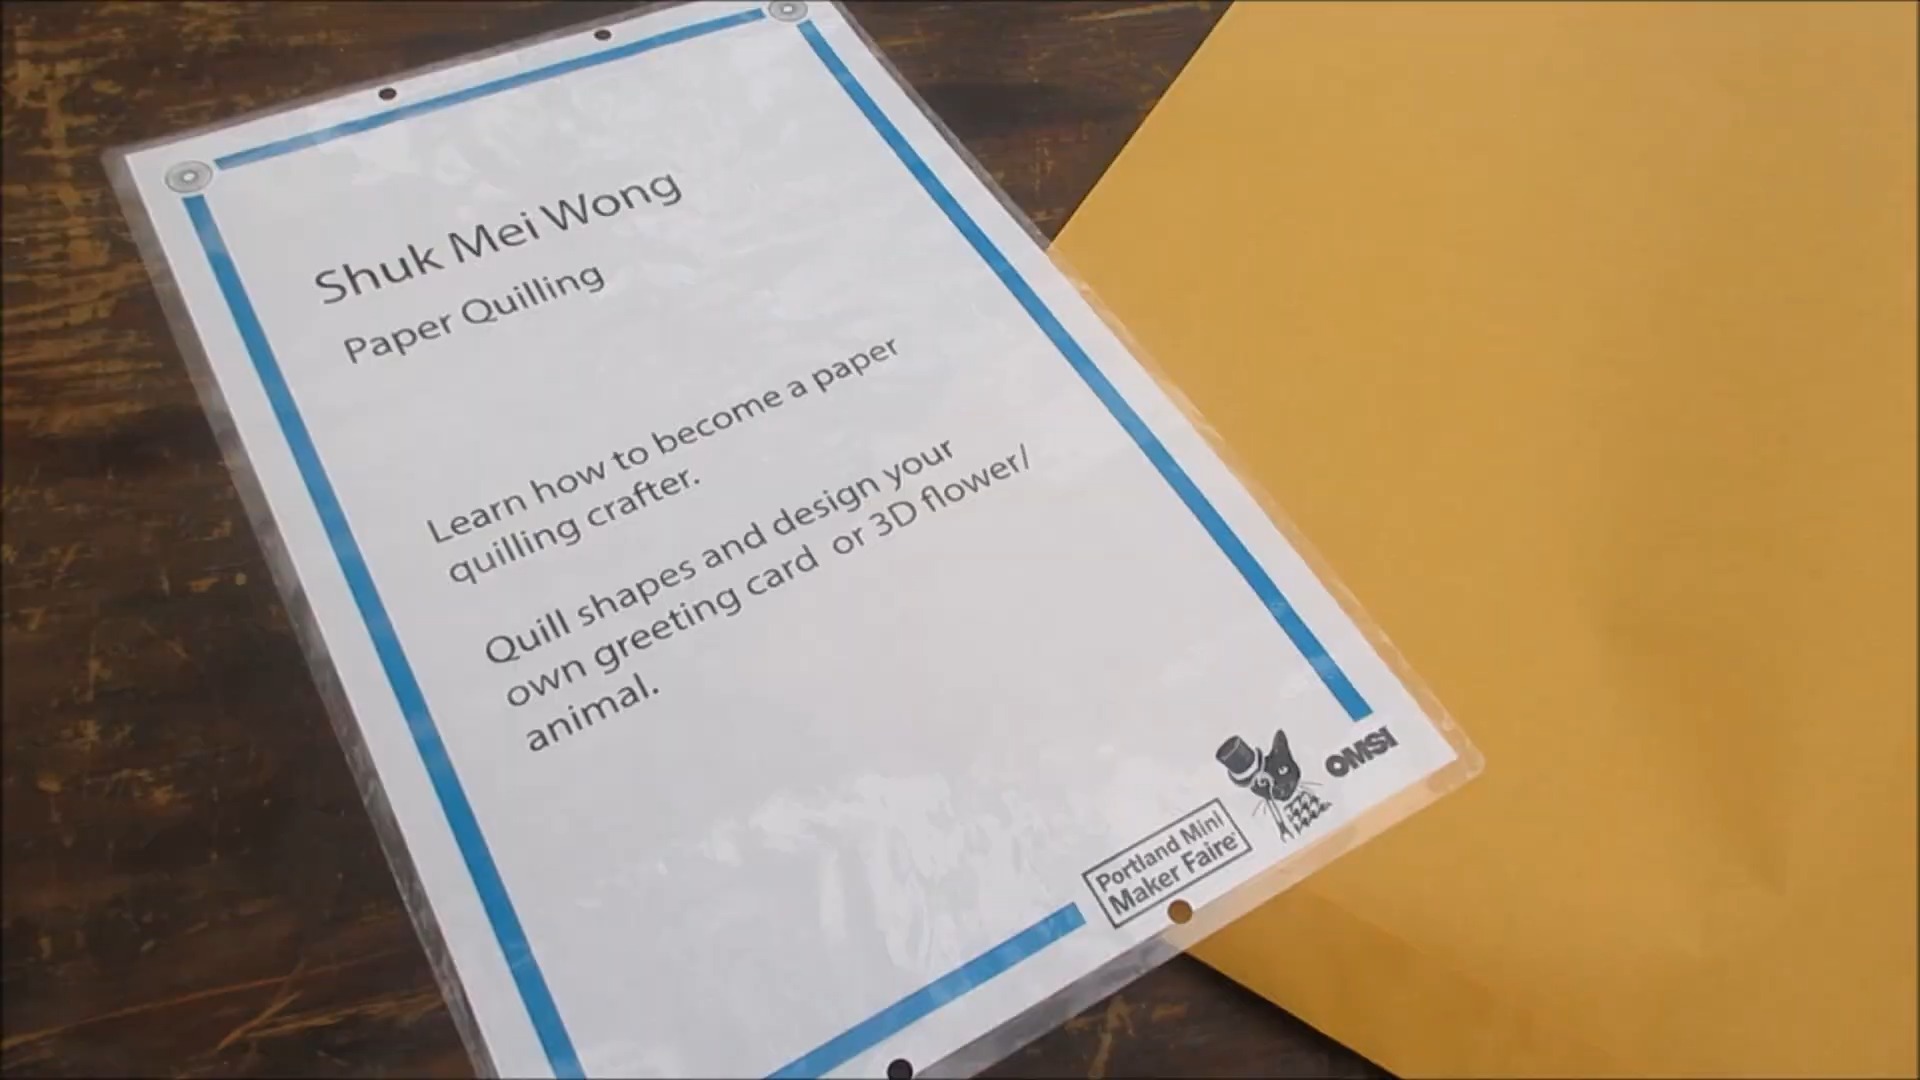 Shuk Mei Wong
Paper Quilling
Learn how to become a paper
quilling crafter.
Quill shapes and design your
own greeting card or 3D flower/
animal.
Portland Mini
Maker Faire
OMSI